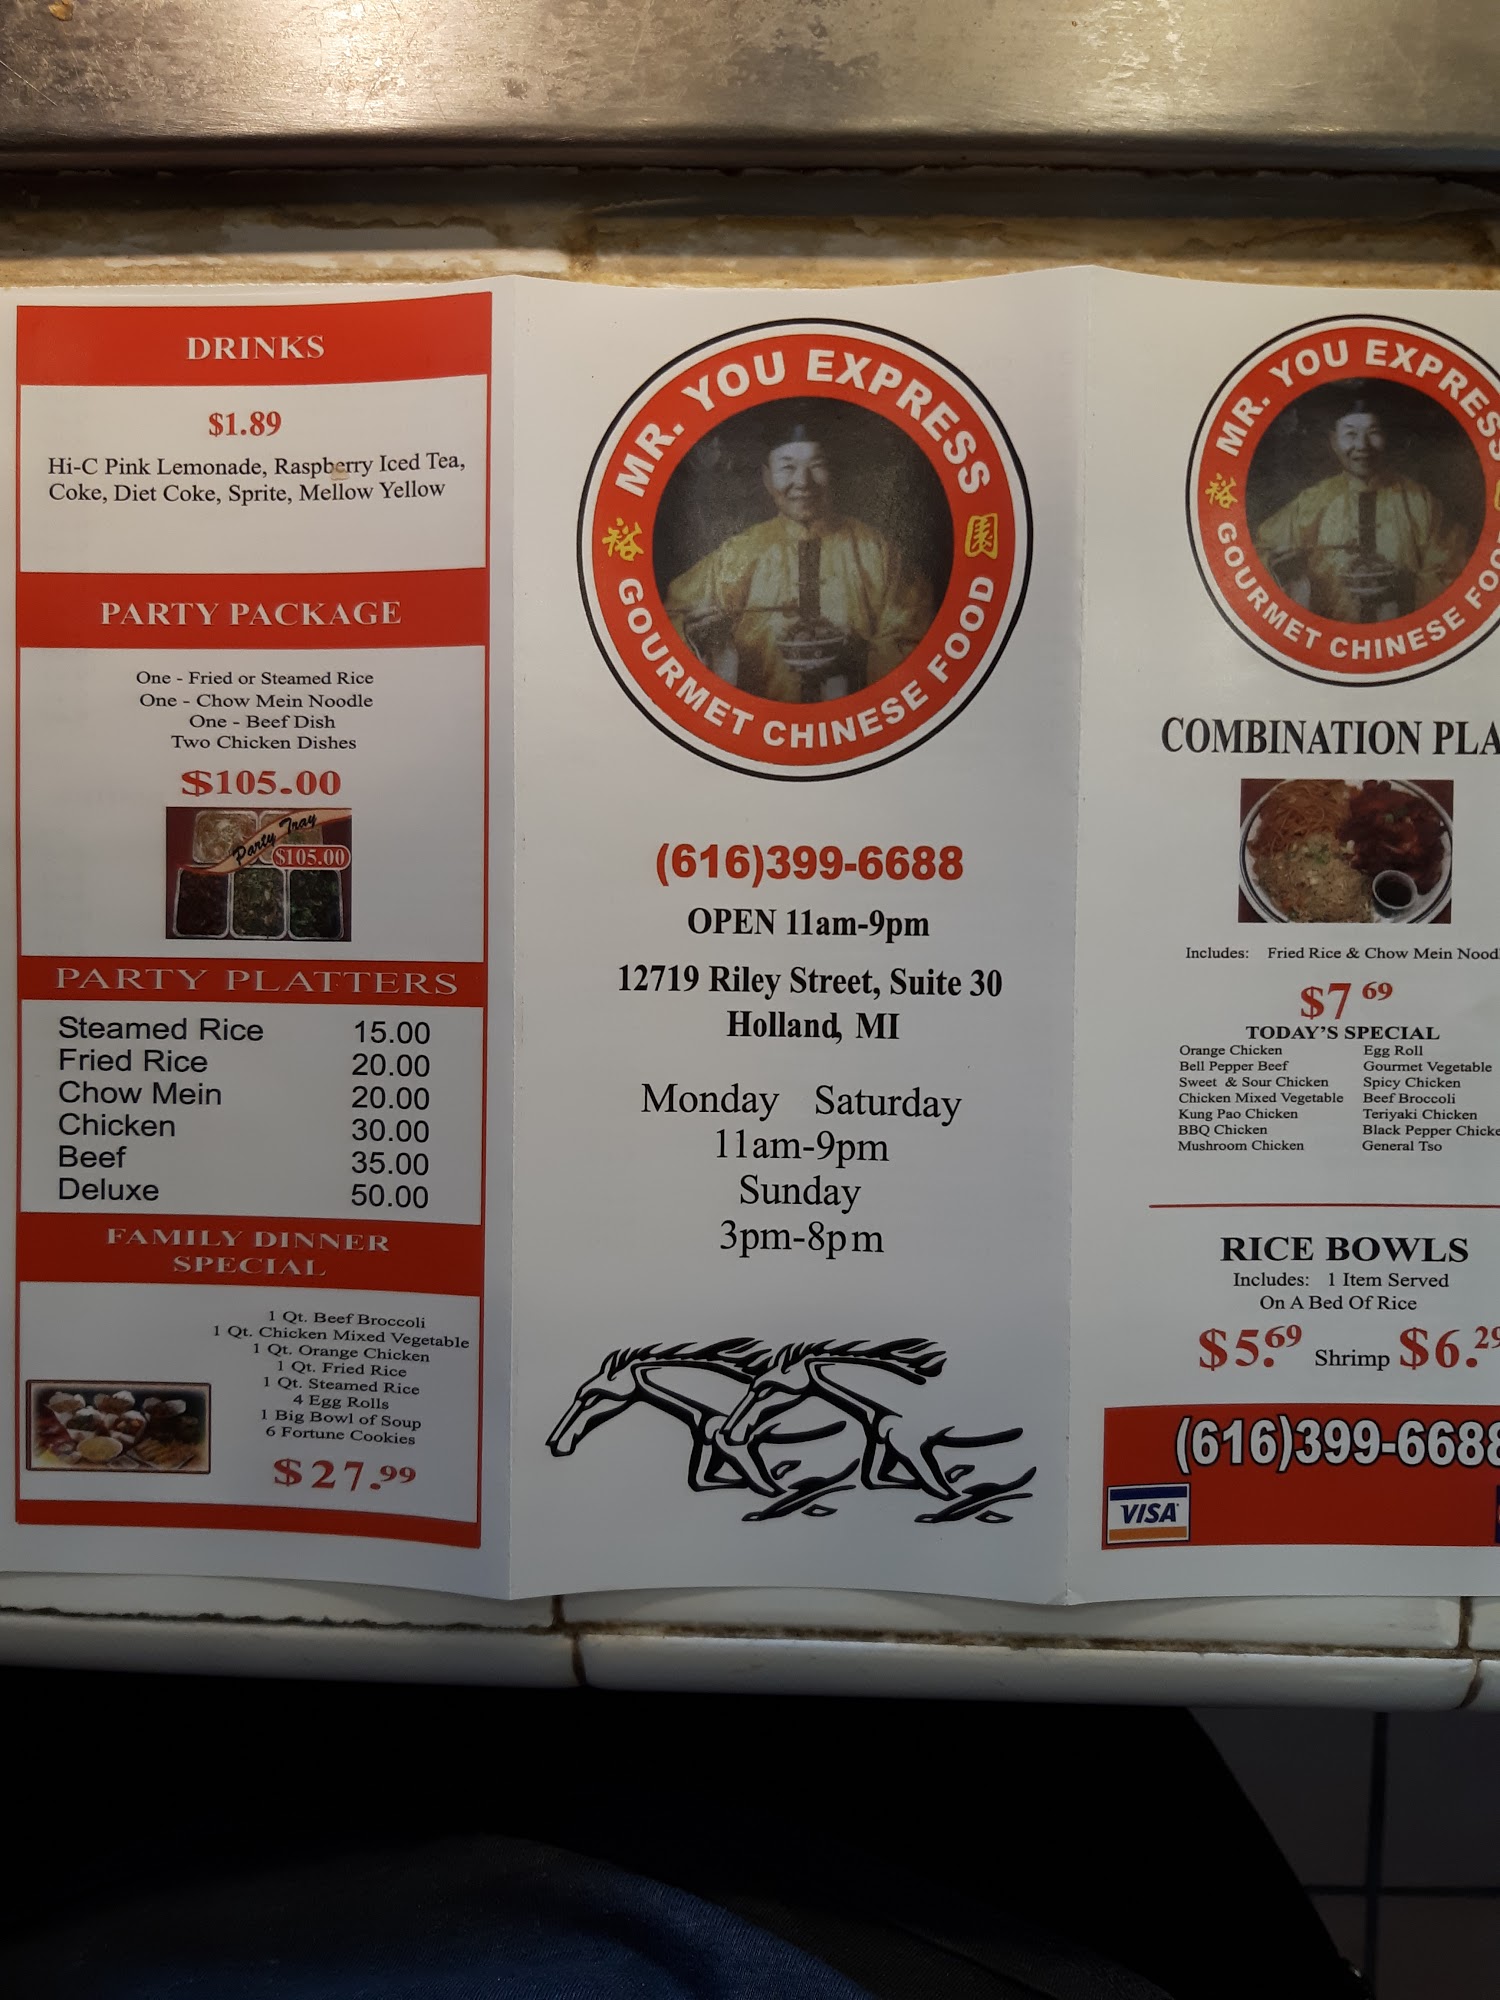 DRINKS
$1.89
Hi-C Pink Lemonade, Raspberry Iced Tea,
Coke, Diet Coke, Sprite, Mellow Yellow
PARTY PACKAGE
One - Fried or Steamed Rice
One - Chow Mein Noodle
One - Beef Dish
Two Chicken Dishes
$105.00
Party Tray
$105.00
PARTY PLATTERS
Steamed Rice 15.00
Fried Rice 20.00
Chow Mein 20.00
Chicken 30.00
Beef 35.00
Deluxe 50.00
FAMILY DINNER
SPECIAL
1 Qt. Beef Broccoli
1 Qt. Chicken Mixed Vegetable
1 Qt. Orange Chicken
1 Qt. Fried Rice
1 Qt. Steamed Rice
4 Egg Rolls
1 Big Bowl of Soup
6 Fortune Cookies
$27.99
MR. YOU EXPRESS
裕 園
GOURMET CHINESE FOOD
(616)399-6688
OPEN 11am-9pm
12719 Riley Street, Suite 30
Holland, MI
Monday Saturday
11am-9pm
Sunday
3pm-8pm
MR. YOU EXPRESS
裕
GOURMET CHINESE FOO
COMBINATION PLA
Includes: Fried Rice & Chow Mein Nood
$7 69
TODAY'S SPECIAL
Orange Chicken Egg Roll
Bell Pepper Beef Gourmet Vegetable
Sweet & Sour Chicken Spicy Chicken
Chicken Mixed Vegetable Beef Broccoli
Kung Pao Chicken Teriyaki Chicken
BBQ Chicken Black Pepper Chicke
Mushroom Chicken General Tso
RICE BOWLS
Includes: 1 Item Served
On A Bed Of Rice
$5.69 Shrimp $6.29
(616)399-6688
VISA